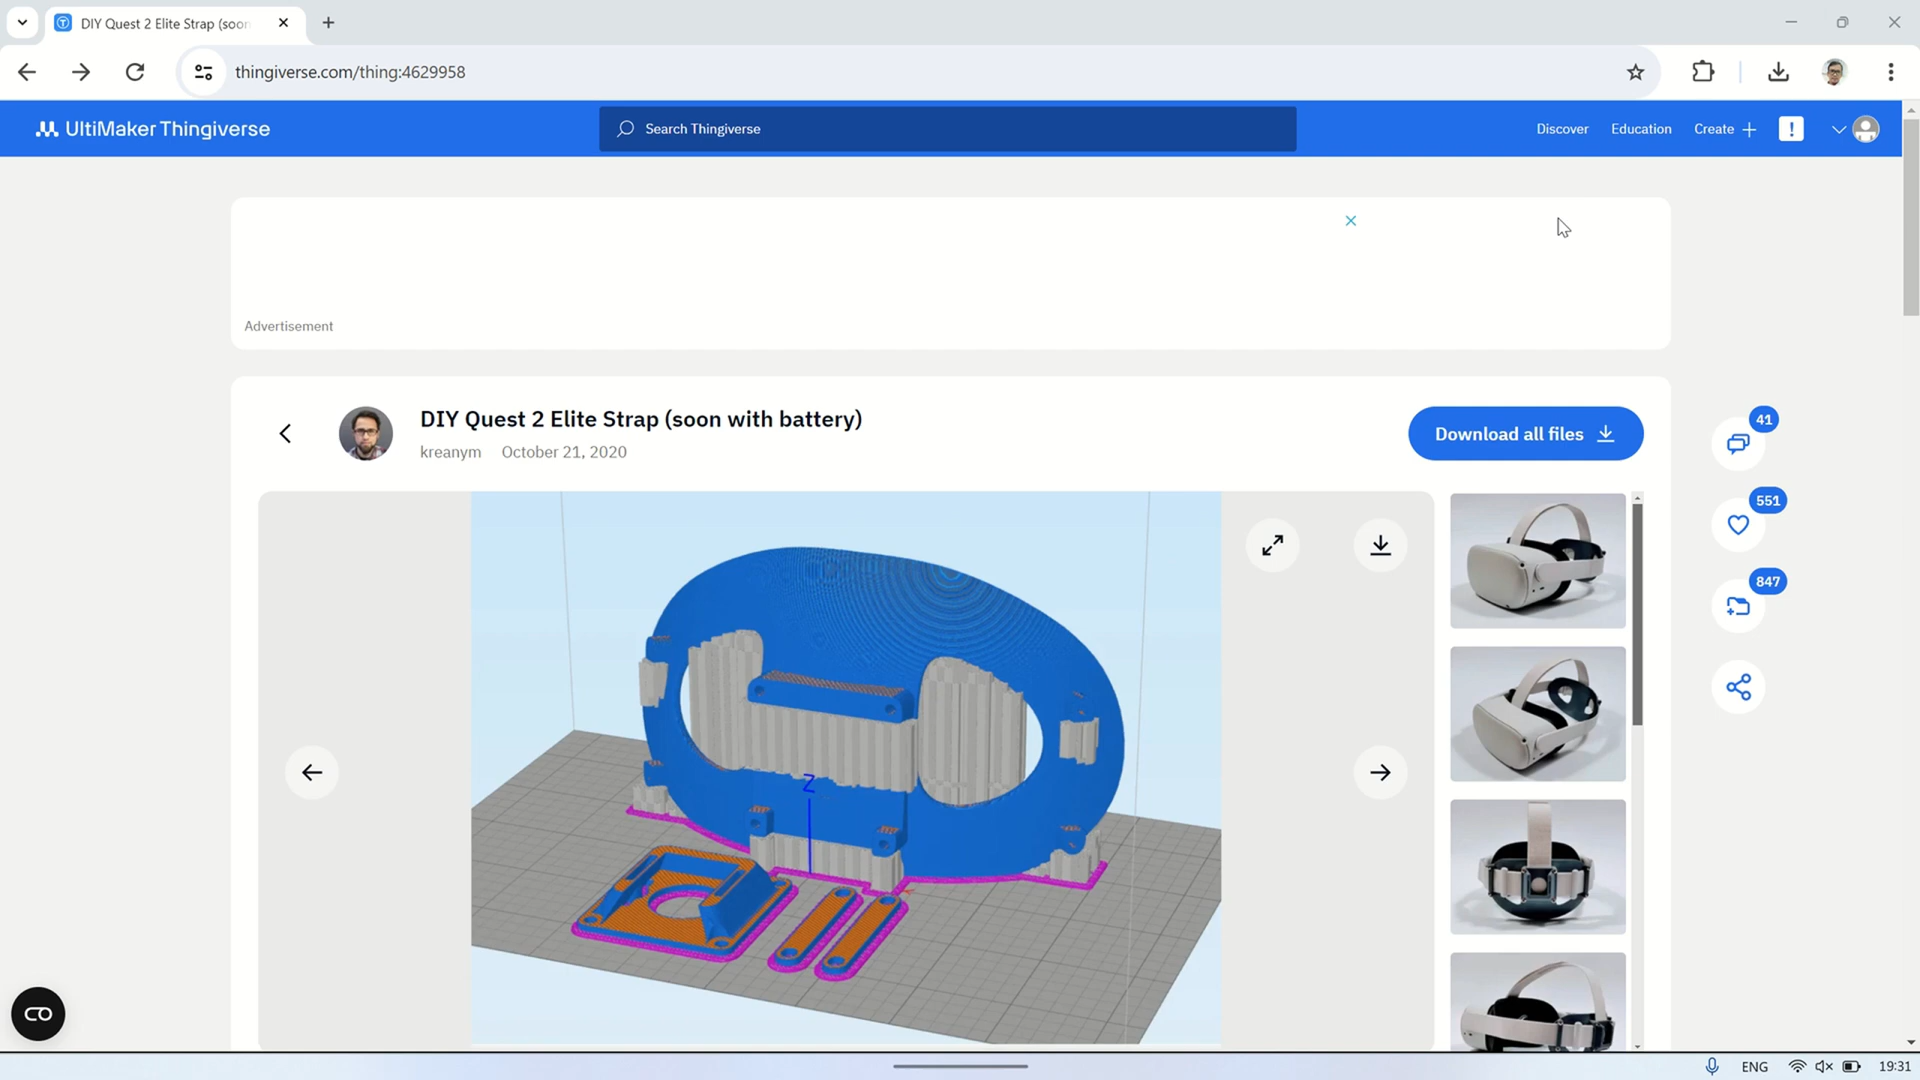 DIY Quest 2 Elite Strap (soon
thingiverse.com/thing:4629958
UltiMaker Thingiverse
Search Thingiverse
Discover
Education
Create
Advertisement
DIY Quest 2 Elite Strap (soon with battery)
kreanym October 21, 2020
Download all files
41
551
847
Z
ENG
19:31